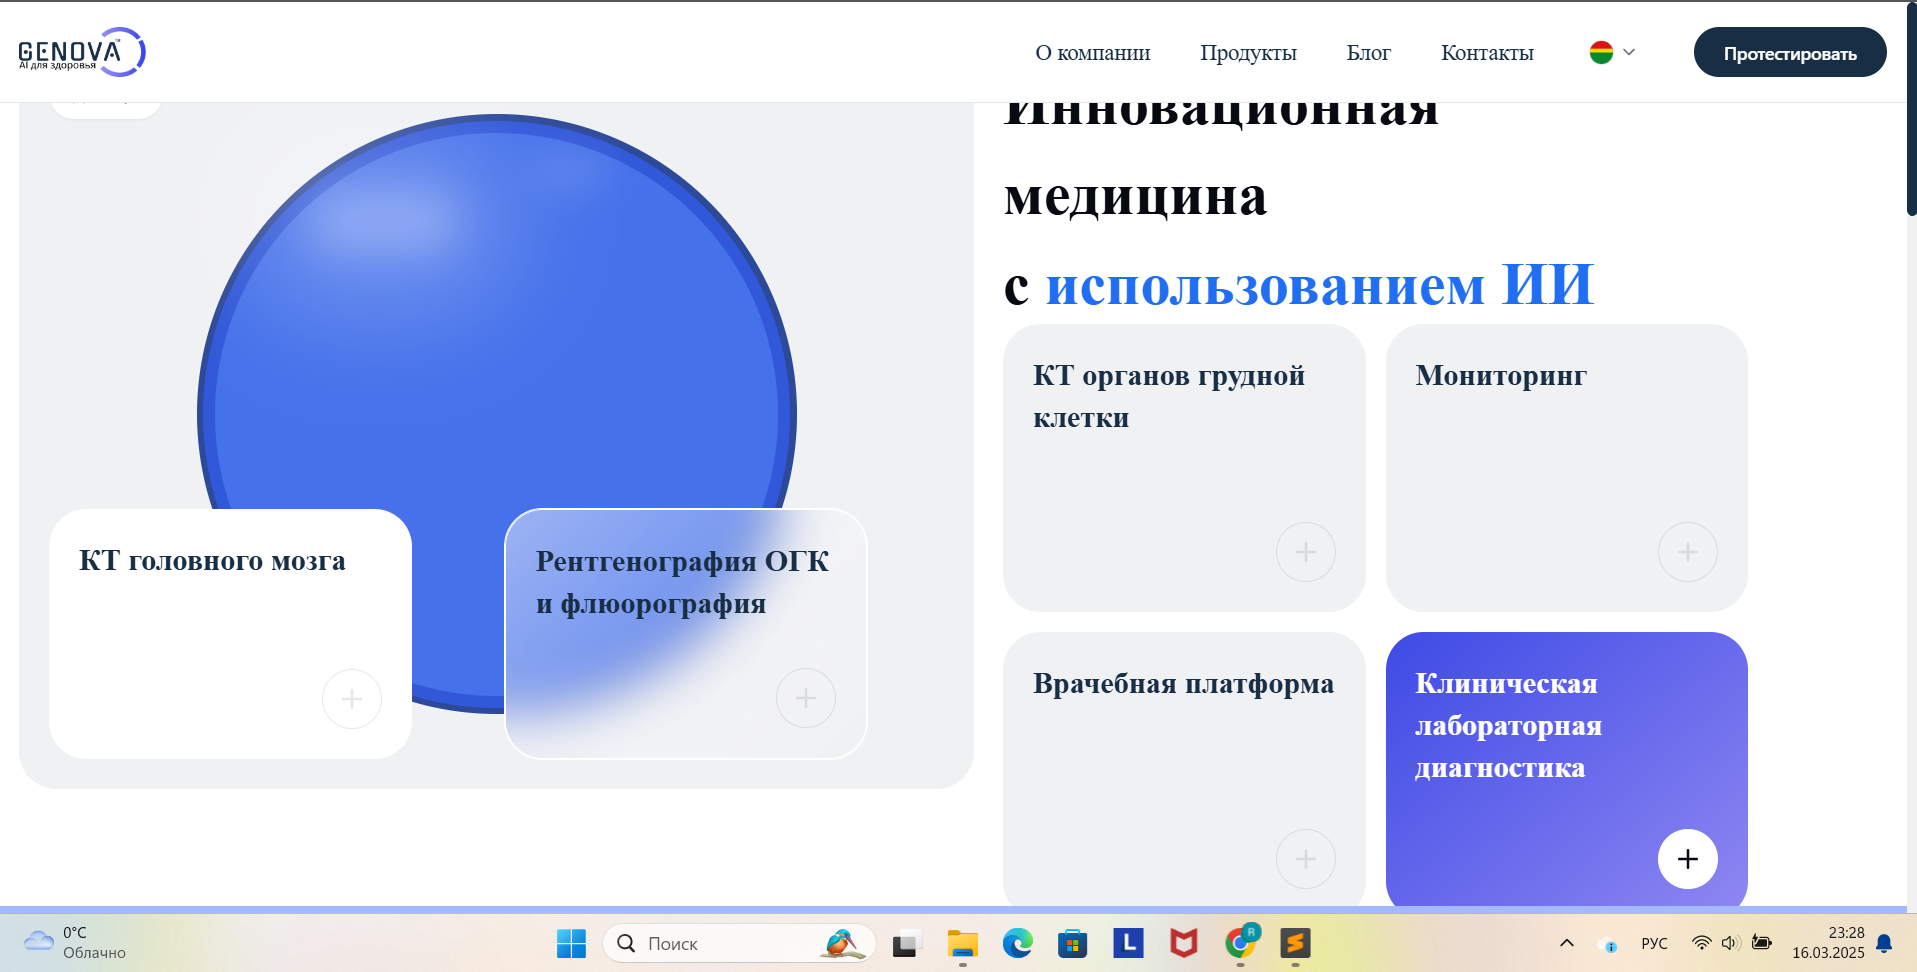 GENOVA™
AI для здоровья
О компании
Продукты
Блог
Контакты
Протестировать
Инновационная
медицина
с использованием ИИ
КТ органов грудной
клетки
Мониторинг
КТ головного мозга
Рентгенография ОГК
и флюорография
Врачебная платформа
Клиническая
лабораторная
диагностика
0°C
Облачно
Поиск
L
R
РУС
23:28
16.03.2025